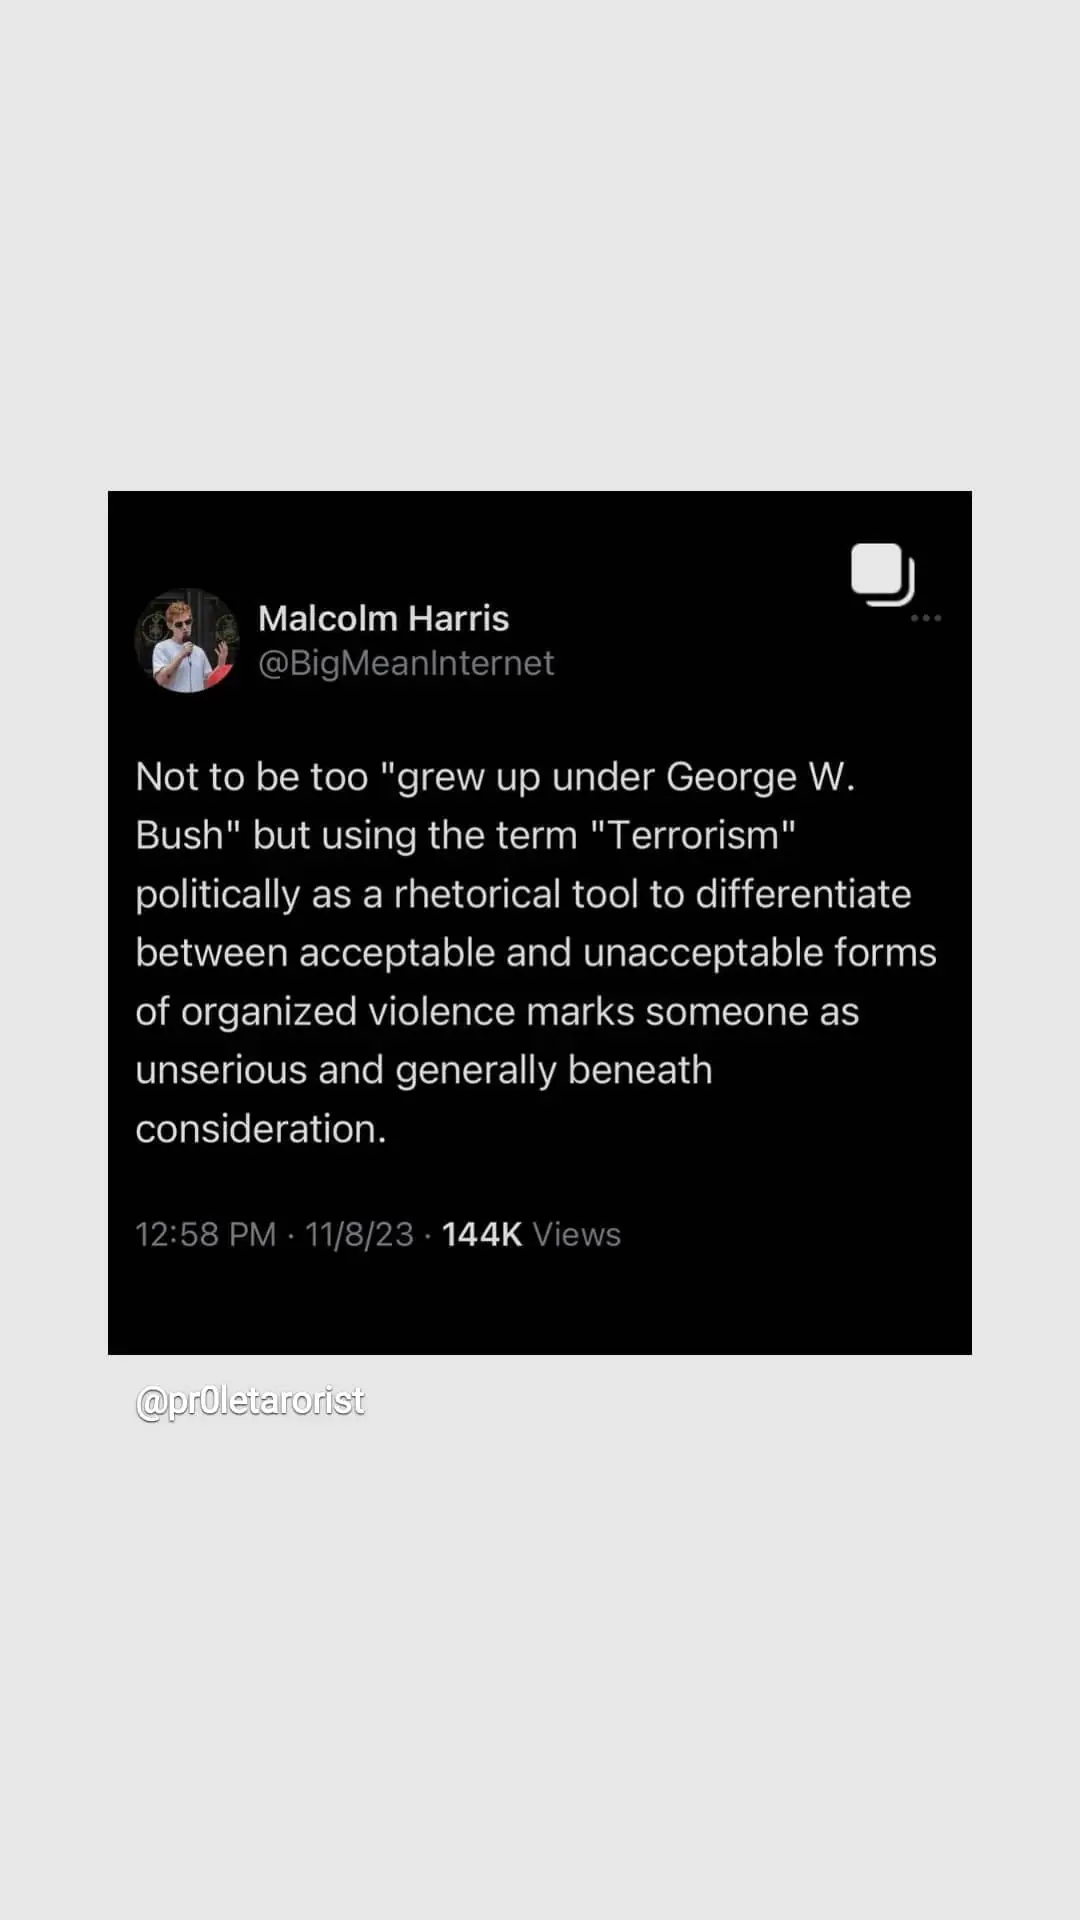 Malcolm Harris
@BigMeanInternet
Not to be too "grew up under George W.
Bush" but using the term "Terrorism"
politically as a rhetorical tool to differentiate
between acceptable and unacceptable forms
of organized violence marks someone as
unserious and generally beneath
consideration.
12:58 PM · 11/8/23 · 144K Views
@pr0letarorist